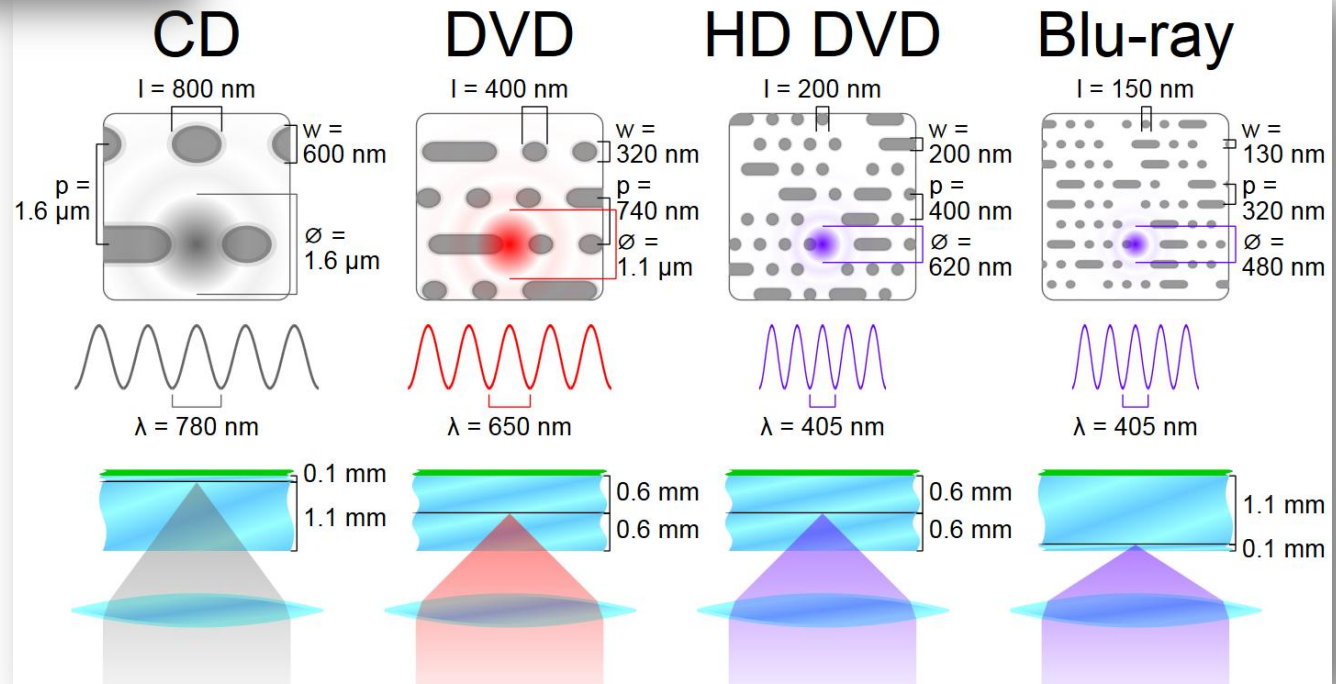 CD
DVD
HD DVD
Blu-ray
l = 800 nm
w =
600 nm
p =
1.6 µm
Ø =
1.6 µm
l = 400 nm
w =
320 nm
p =
740 nm
Ø =
1.1 µm
l = 200 nm
w =
200 nm
p =
400 nm
Ø =
620 nm
l = 150 nm
w =
130 nm
p =
320 nm
Ø =
480 nm
λ = 780 nm
λ = 650 nm
λ = 405 nm
λ = 405 nm
0.1 mm
1.1 mm
0.6 mm
0.6 mm
0.6 mm
0.6 mm
1.1 mm
0.1 mm